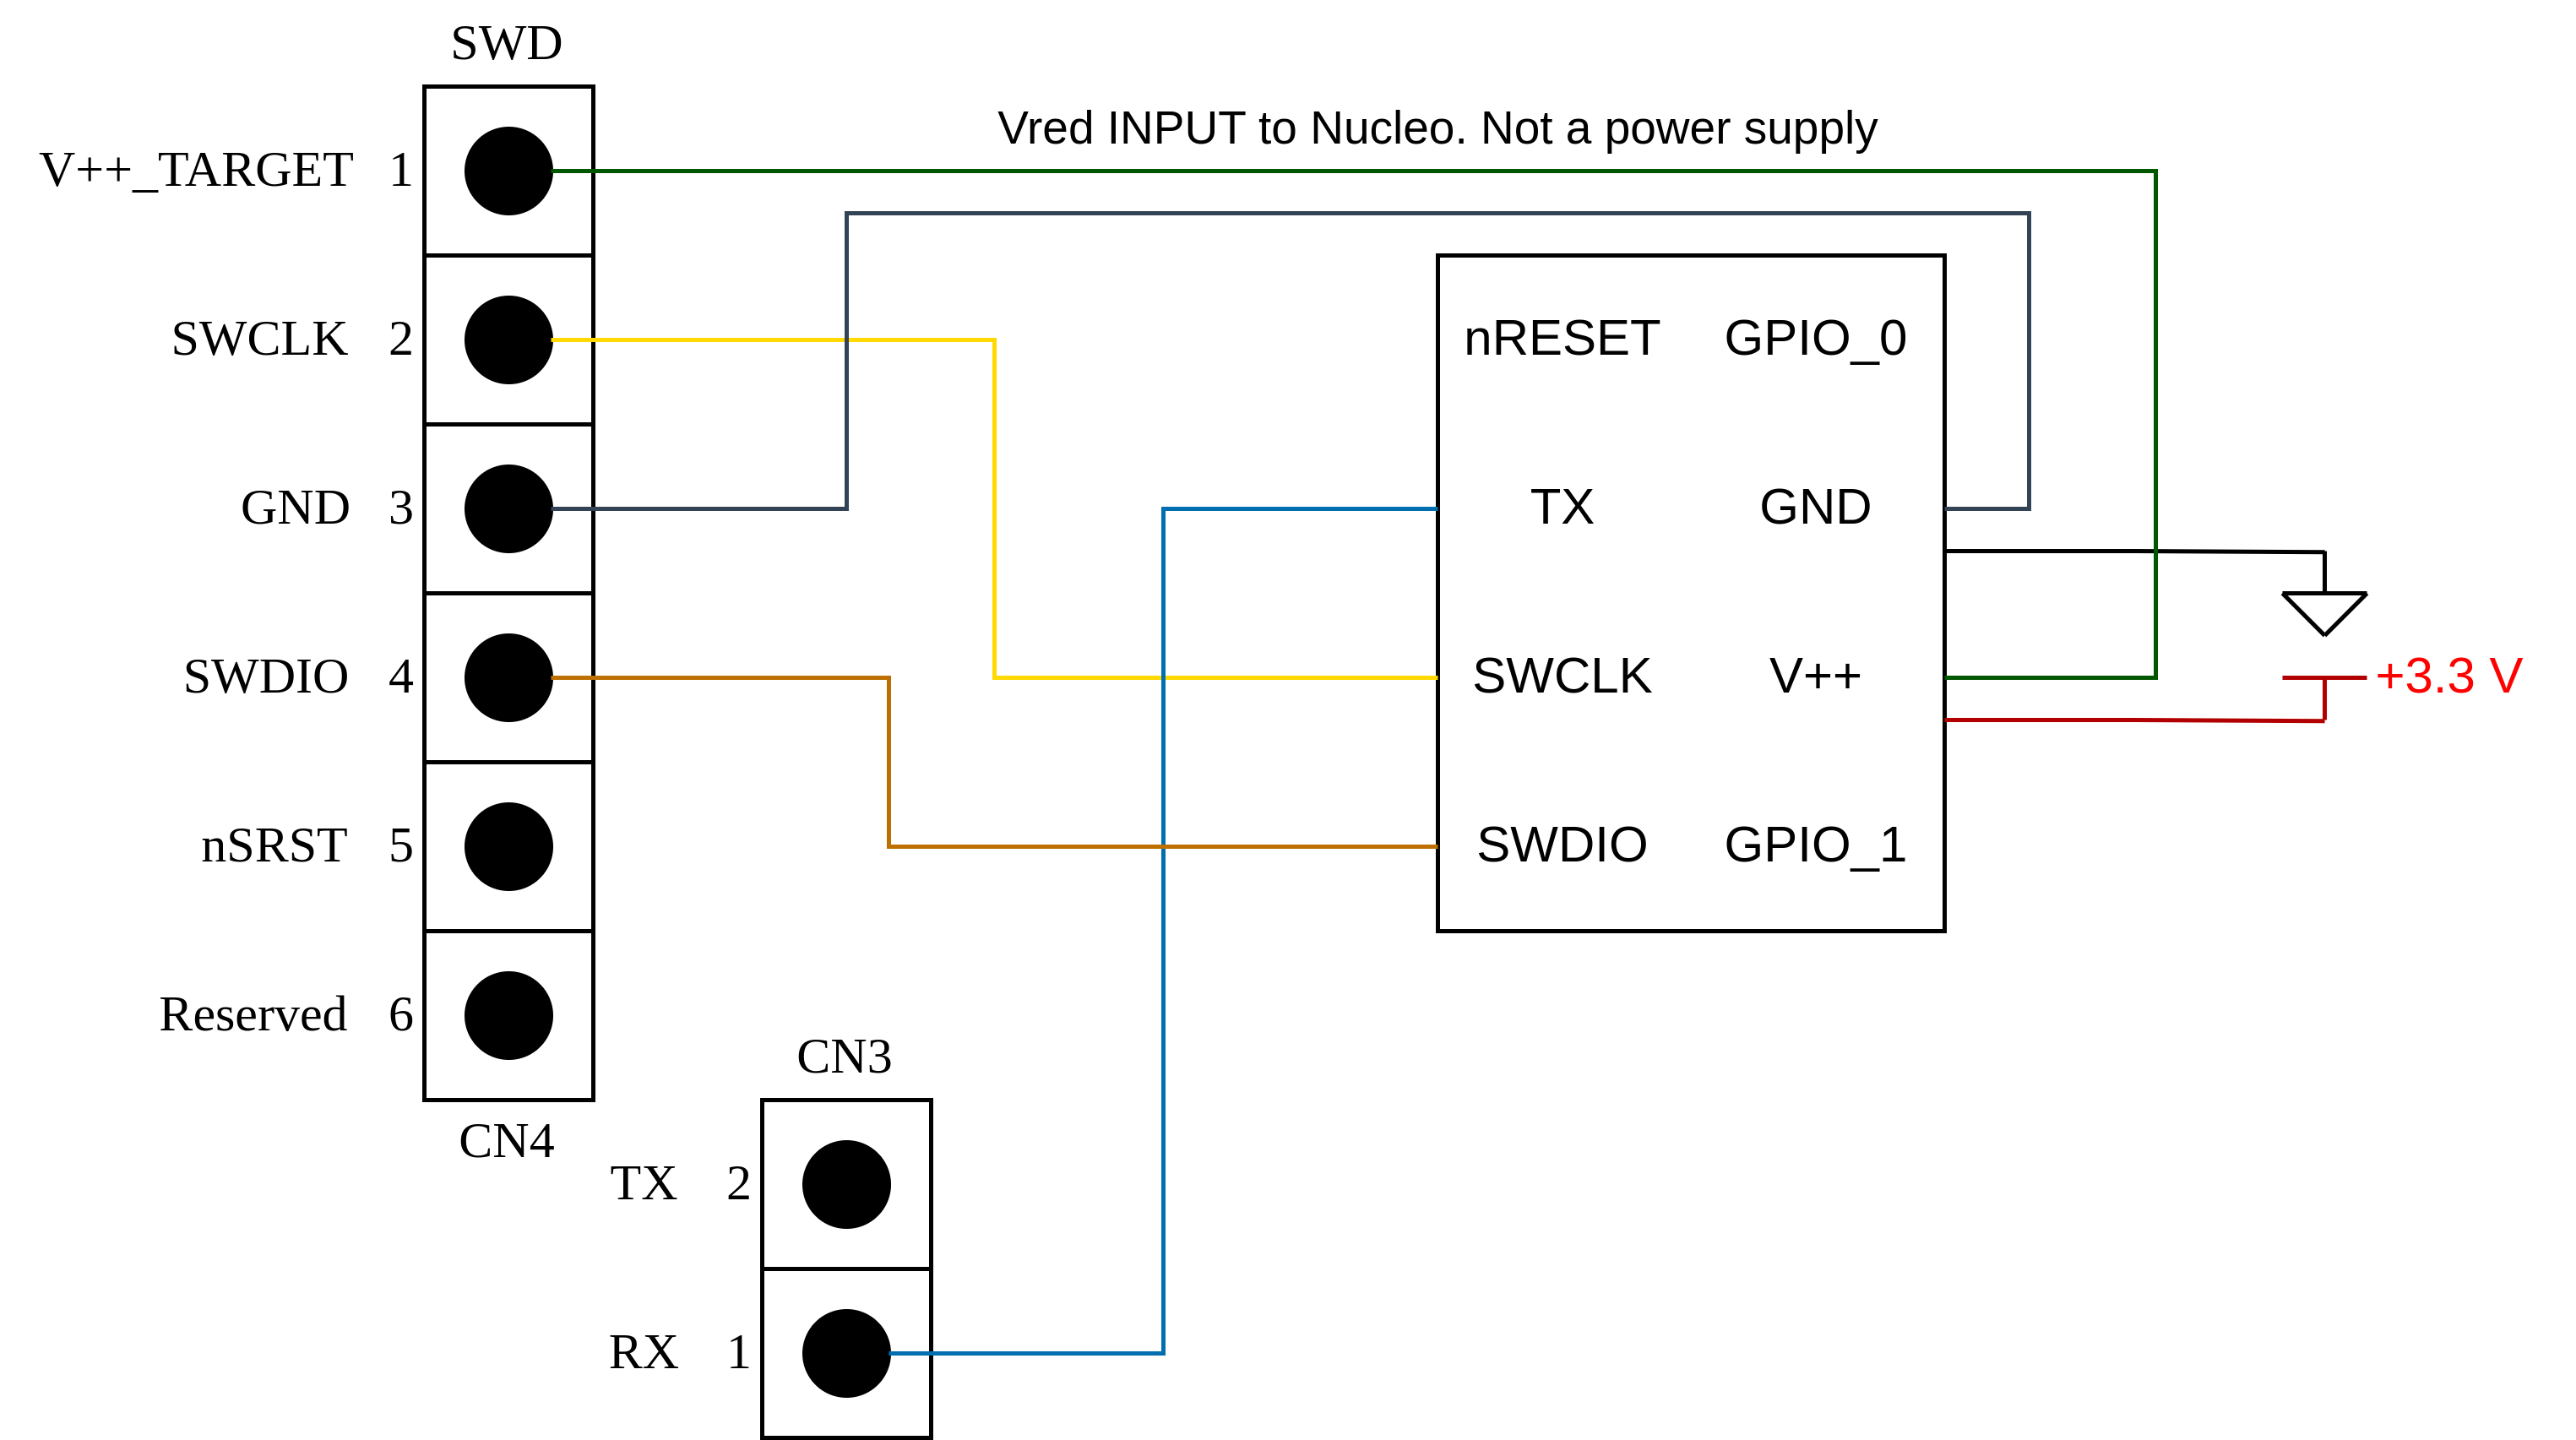 SWD
Vred INPUT to Nucleo. Not a power supply
V++_TARGET 1
SWCLK 2
nRESET GPIO_0
GND 3
TX GND
SWDIO 4
SWCLK V++
+3.3 V
nSRST 5
SWDIO GPIO_1
Reserved 6
CN3
CN4
TX 2
RX 1